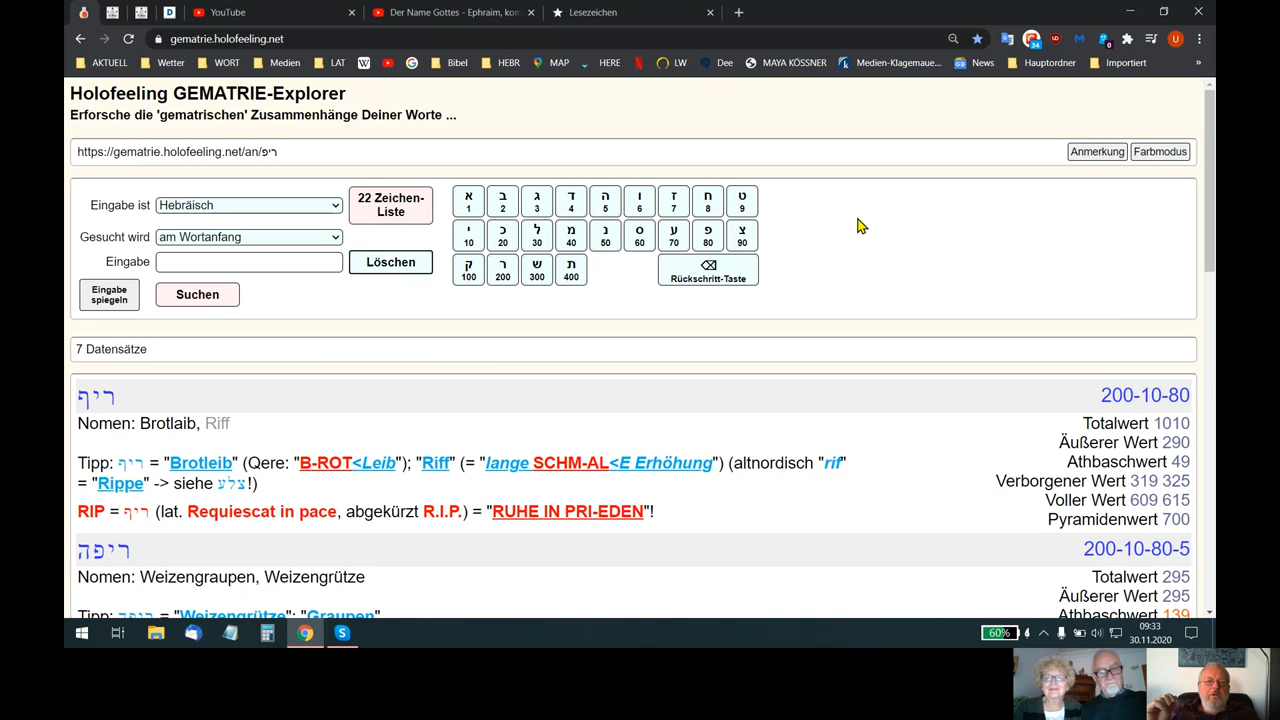 YouTube
Der Name Gottes - Ephraim, kon
Lesezeichen
gematrie.holofeeling.net
34
0
U
AKTUELL Wetter WORT Medien LAT Bibel HEBR MAP HERE LW Dee MAYA KÖSSNER Medien-Klagemaue... News Hauptordner Importiert »
Holofeeling GEMATRIE-Explorer
Erforsche die 'gematrischen' Zusammenhänge Deiner Worte ...
https://gematrie.holofeeling.net/an/ריפ
Anmerkung Farbmodus
Eingabe ist Hebräisch
22 Zeichen-Liste
Gesucht wird am Wortanfang
Eingabe
Löschen
Eingabe spiegeln
Suchen
א ב ג ד ה ו ז ח ט
1 2 3 4 5 6 7 8 9
י כ ל מ נ ס ע פ צ
10 20 30 40 50 60 70 80 90
ק ר ש ת
100 200 300 400
⌫
Rückschritt-Taste
7 Datensätze
ריף 200-10-80
Nomen: Brotlaib, Riff
Totalwert 1010
Äußerer Wert 290
Athbaschwert 49
Verborgener Wert 319 325
Voller Wert 609 615
Pyramidenwert 700
Tipp: ריף = "Brotleib" (Qere: "B-ROT<Leib"); "Riff" (= "lange SCHM-AL<E Erhöhung") (altnordisch "rif"
= "Rippe" -> siehe צלע!)
RIP = ריף (lat. Requiescat in pace, abgekürzt R.I.P.) = "RUHE IN PRI-EDEN"!
ריפה 200-10-80-5
Nomen: Weizengraupen, Weizengrütze
Totalwert 295
Äußerer Wert 295
Athbaschwert 139
Tipp: ריפה = "Weizengrütze"; "Graupen"
60%
09:33
30.11.2020